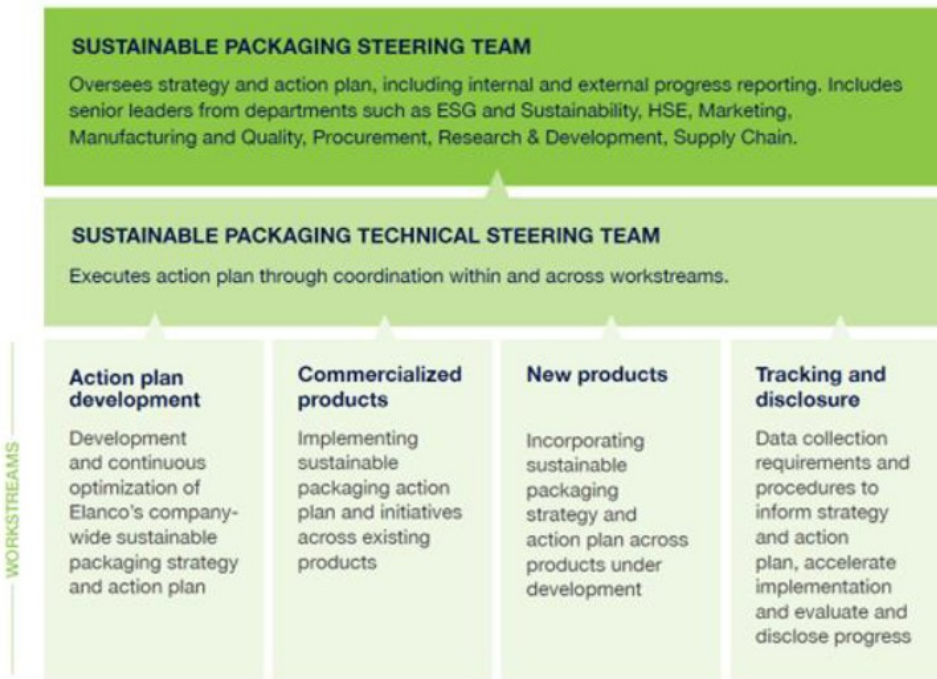 SUSTAINABLE PACKAGING STEERING TEAM
Oversees strategy and action plan, including internal and external progress reporting. Includes
senior leaders from departments such as ESG and Sustainability, HSE, Marketing,
Manufacturing and Quality, Procurement, Research & Development, Supply Chain.
SUSTAINABLE PACKAGING TECHNICAL STEERING TEAM
Executes action plan through coordination within and across workstreams.
WORKSTREAMS
Action plan
development
Development
and continuous
optimization of
Elanco's company-
wide sustainable
packaging strategy
and action plan
Commercialized
products
Implementing
sustainable
packaging action
plan and initiatives
across existing
products
New products
Incorporating
sustainable
packaging
strategy and
action plan across
products under
development
Tracking and
disclosure
Data collection
requirements and
procedures to
inform strategy
and action
plan, accelerate
implementation
and evaluate and
disclose progress